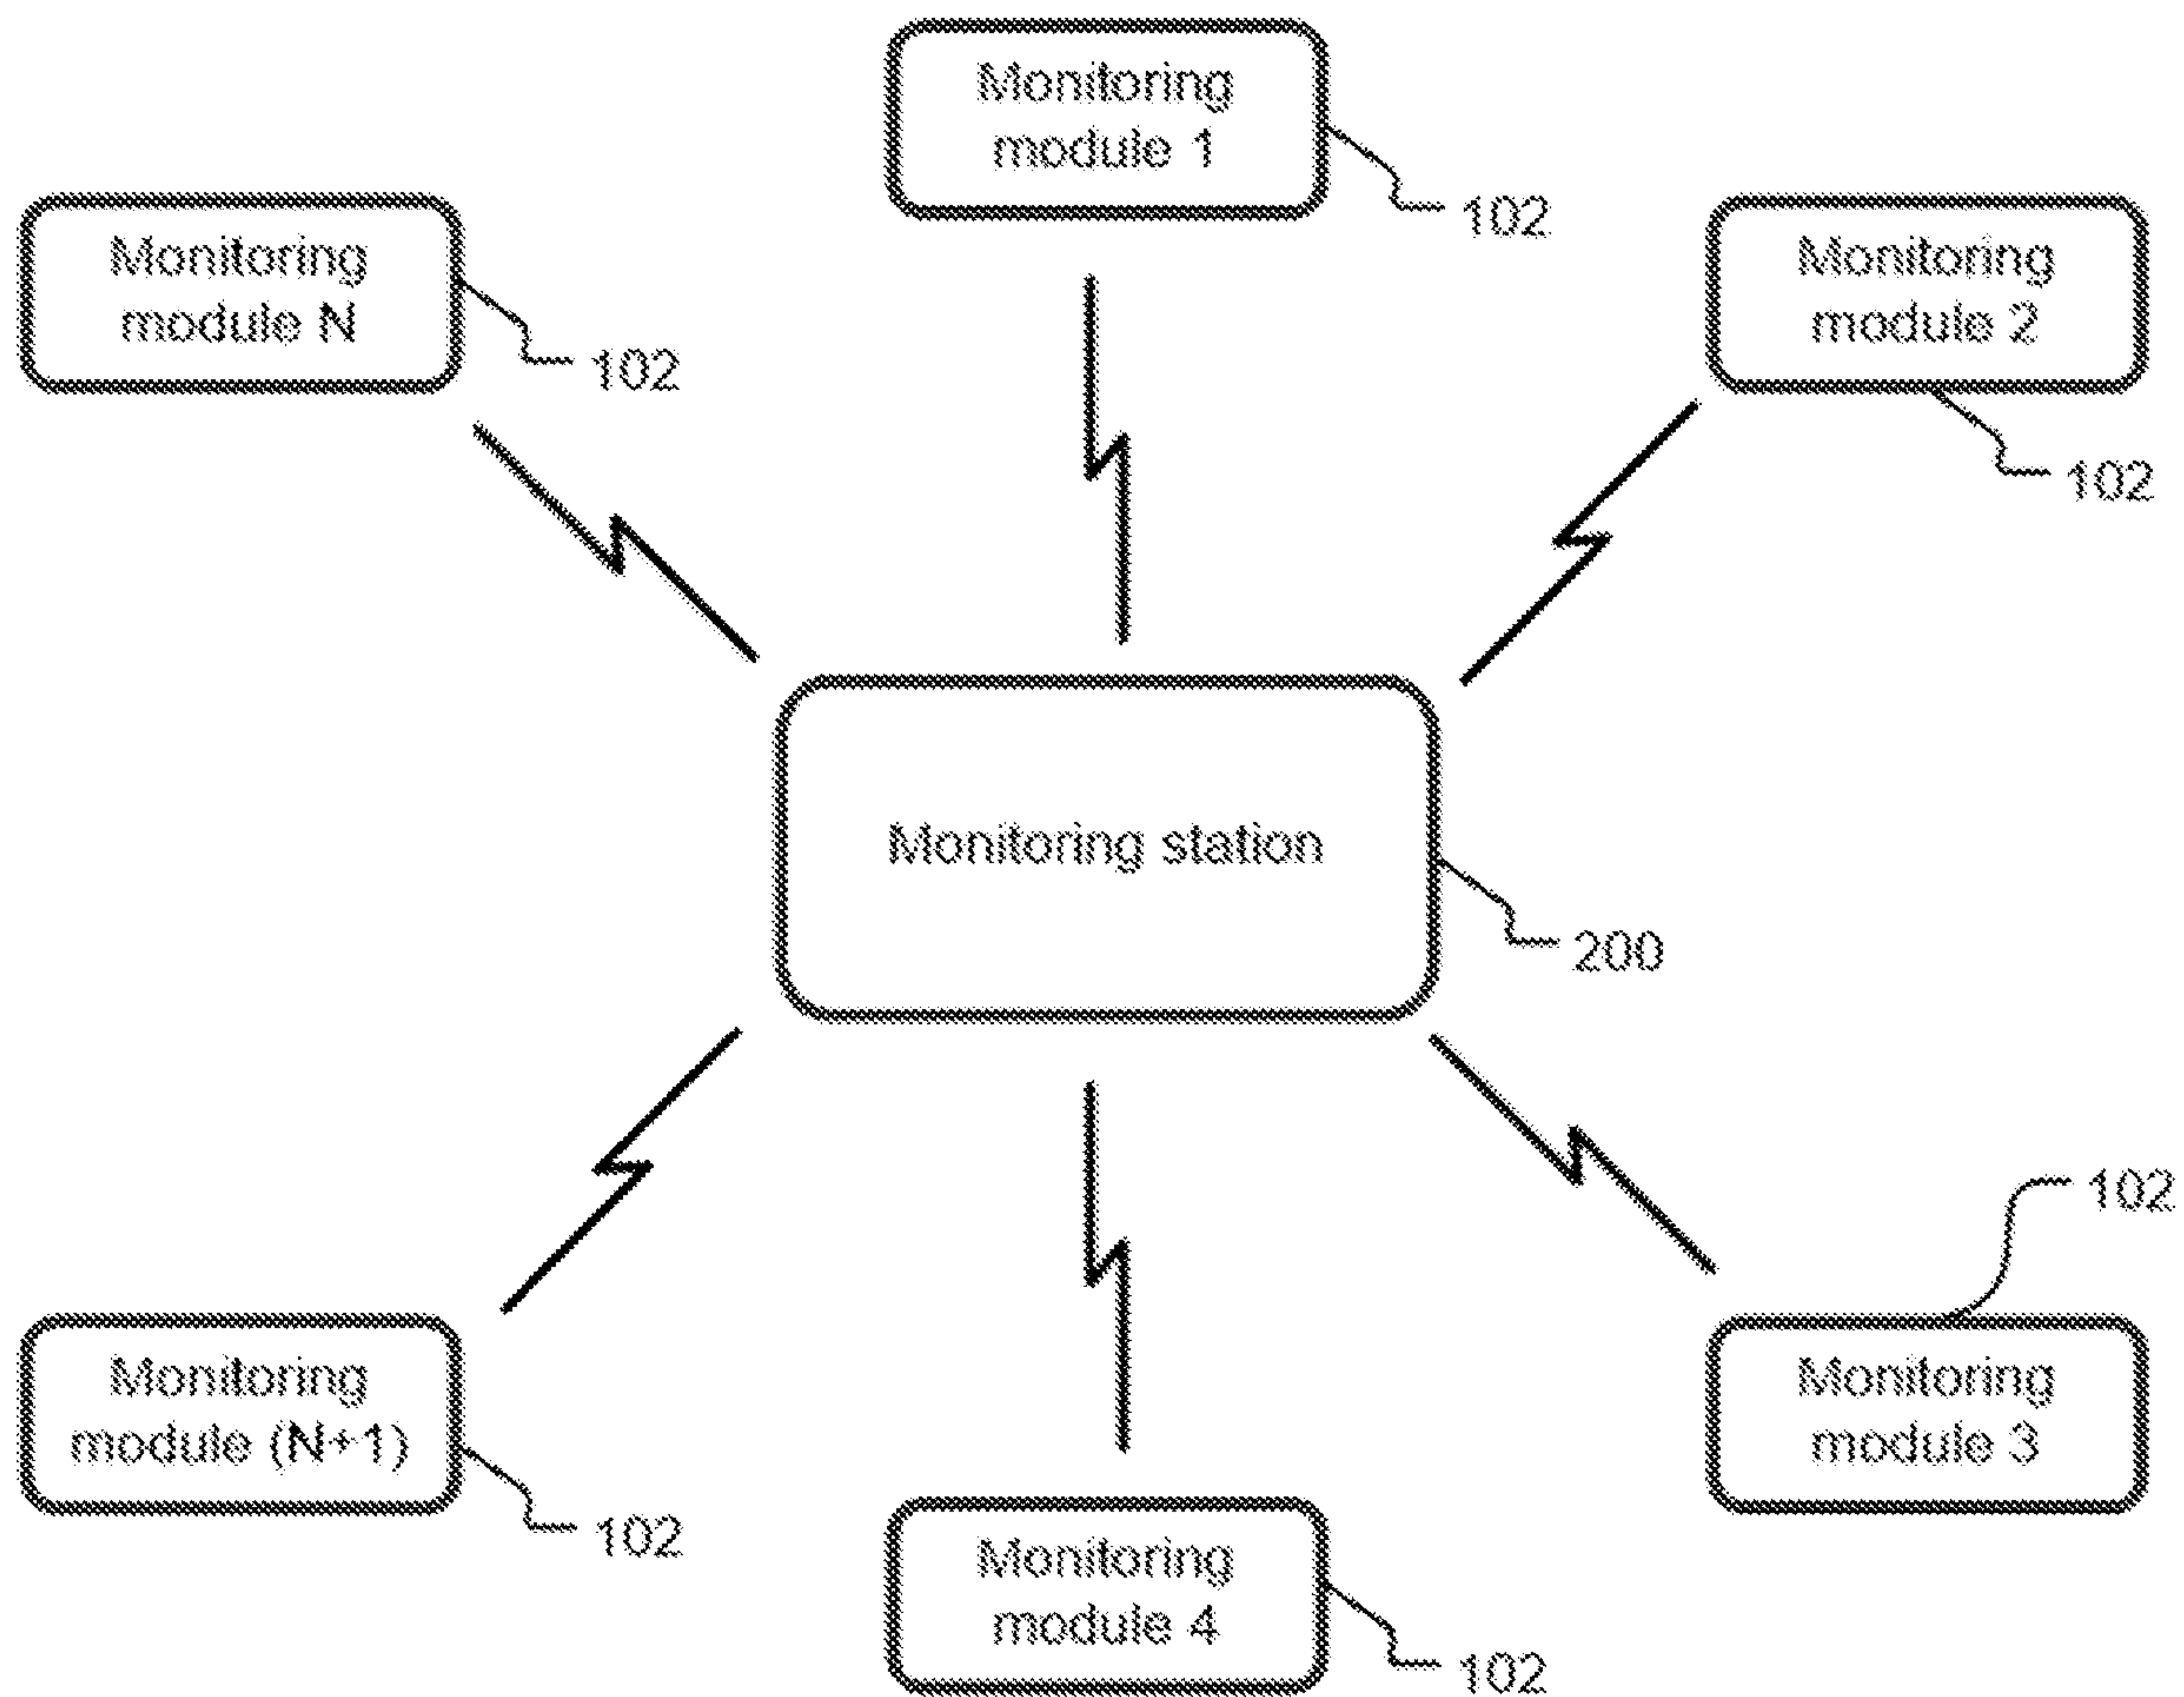 Monitoring
module 1
102
Monitoring
module N
102
Monitoring
module 2
102
Monitoring station
200
102
Monitoring
module (N+1)
102
Monitoring
module 3
Monitoring
module 4
102